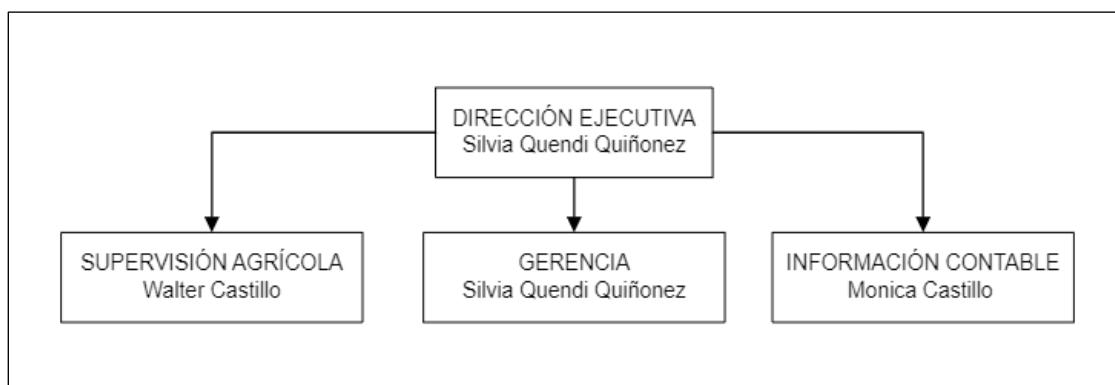 DIRECCIÓN EJECUTIVA
Silvia Quendi Quiñonez
SUPERVISIÓN AGRÍCOLA
Walter Castillo
GERENCIA
Silvia Quendi Quiñonez
INFORMACIÓN CONTABLE
Monica Castillo